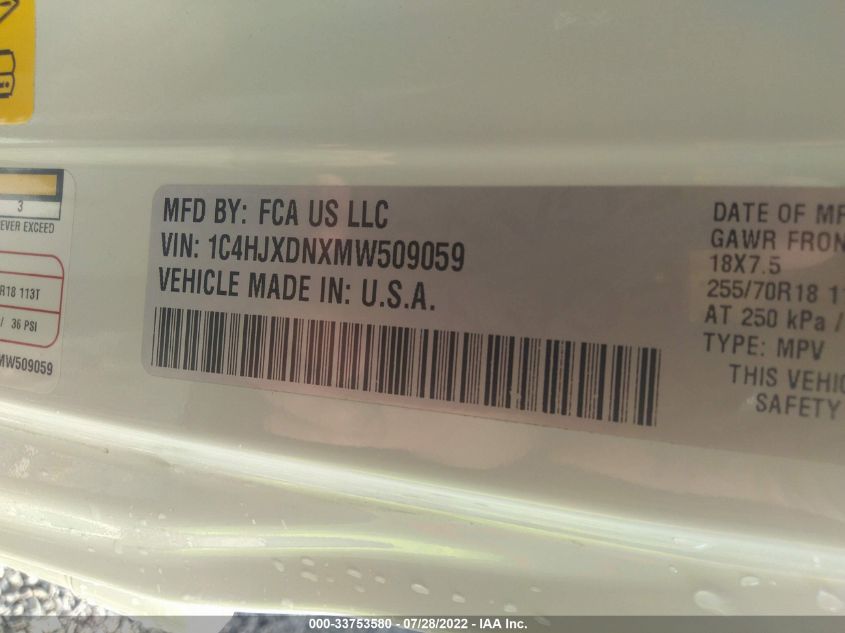 3
EVER EXCEED
R18 113T
/ 36 PSI
MW509059
MFD BY: FCA US LLC
VIN: 1C4HJXDNXMW509059
VEHICLE MADE IN: U.S.A.
DATE OF MF
GAWR FRON
18X7.5
255/70R18 11
AT 250 kPa /
TYPE: MPV
THIS VEHIC
SAFETY
000-33753580 - 07/28/2022 - IAA Inc.